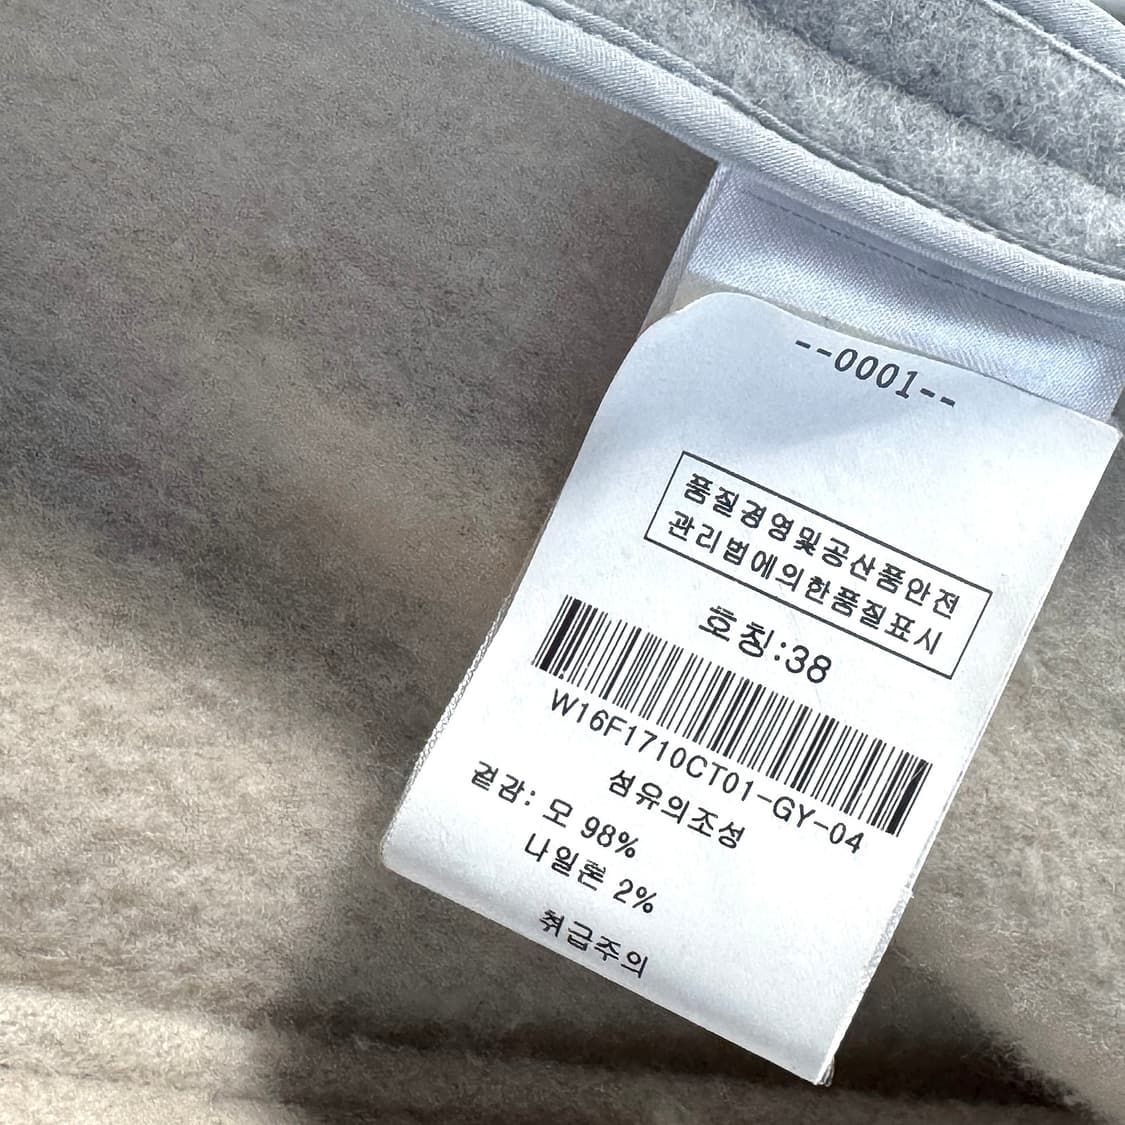 --0001--
품질경영및공산품안전
관리법에의한품질표시
호칭:38
W16F1710CT01-GY-04
섬유의조성
겉감: 모 98%
나일론 2%
취급주의